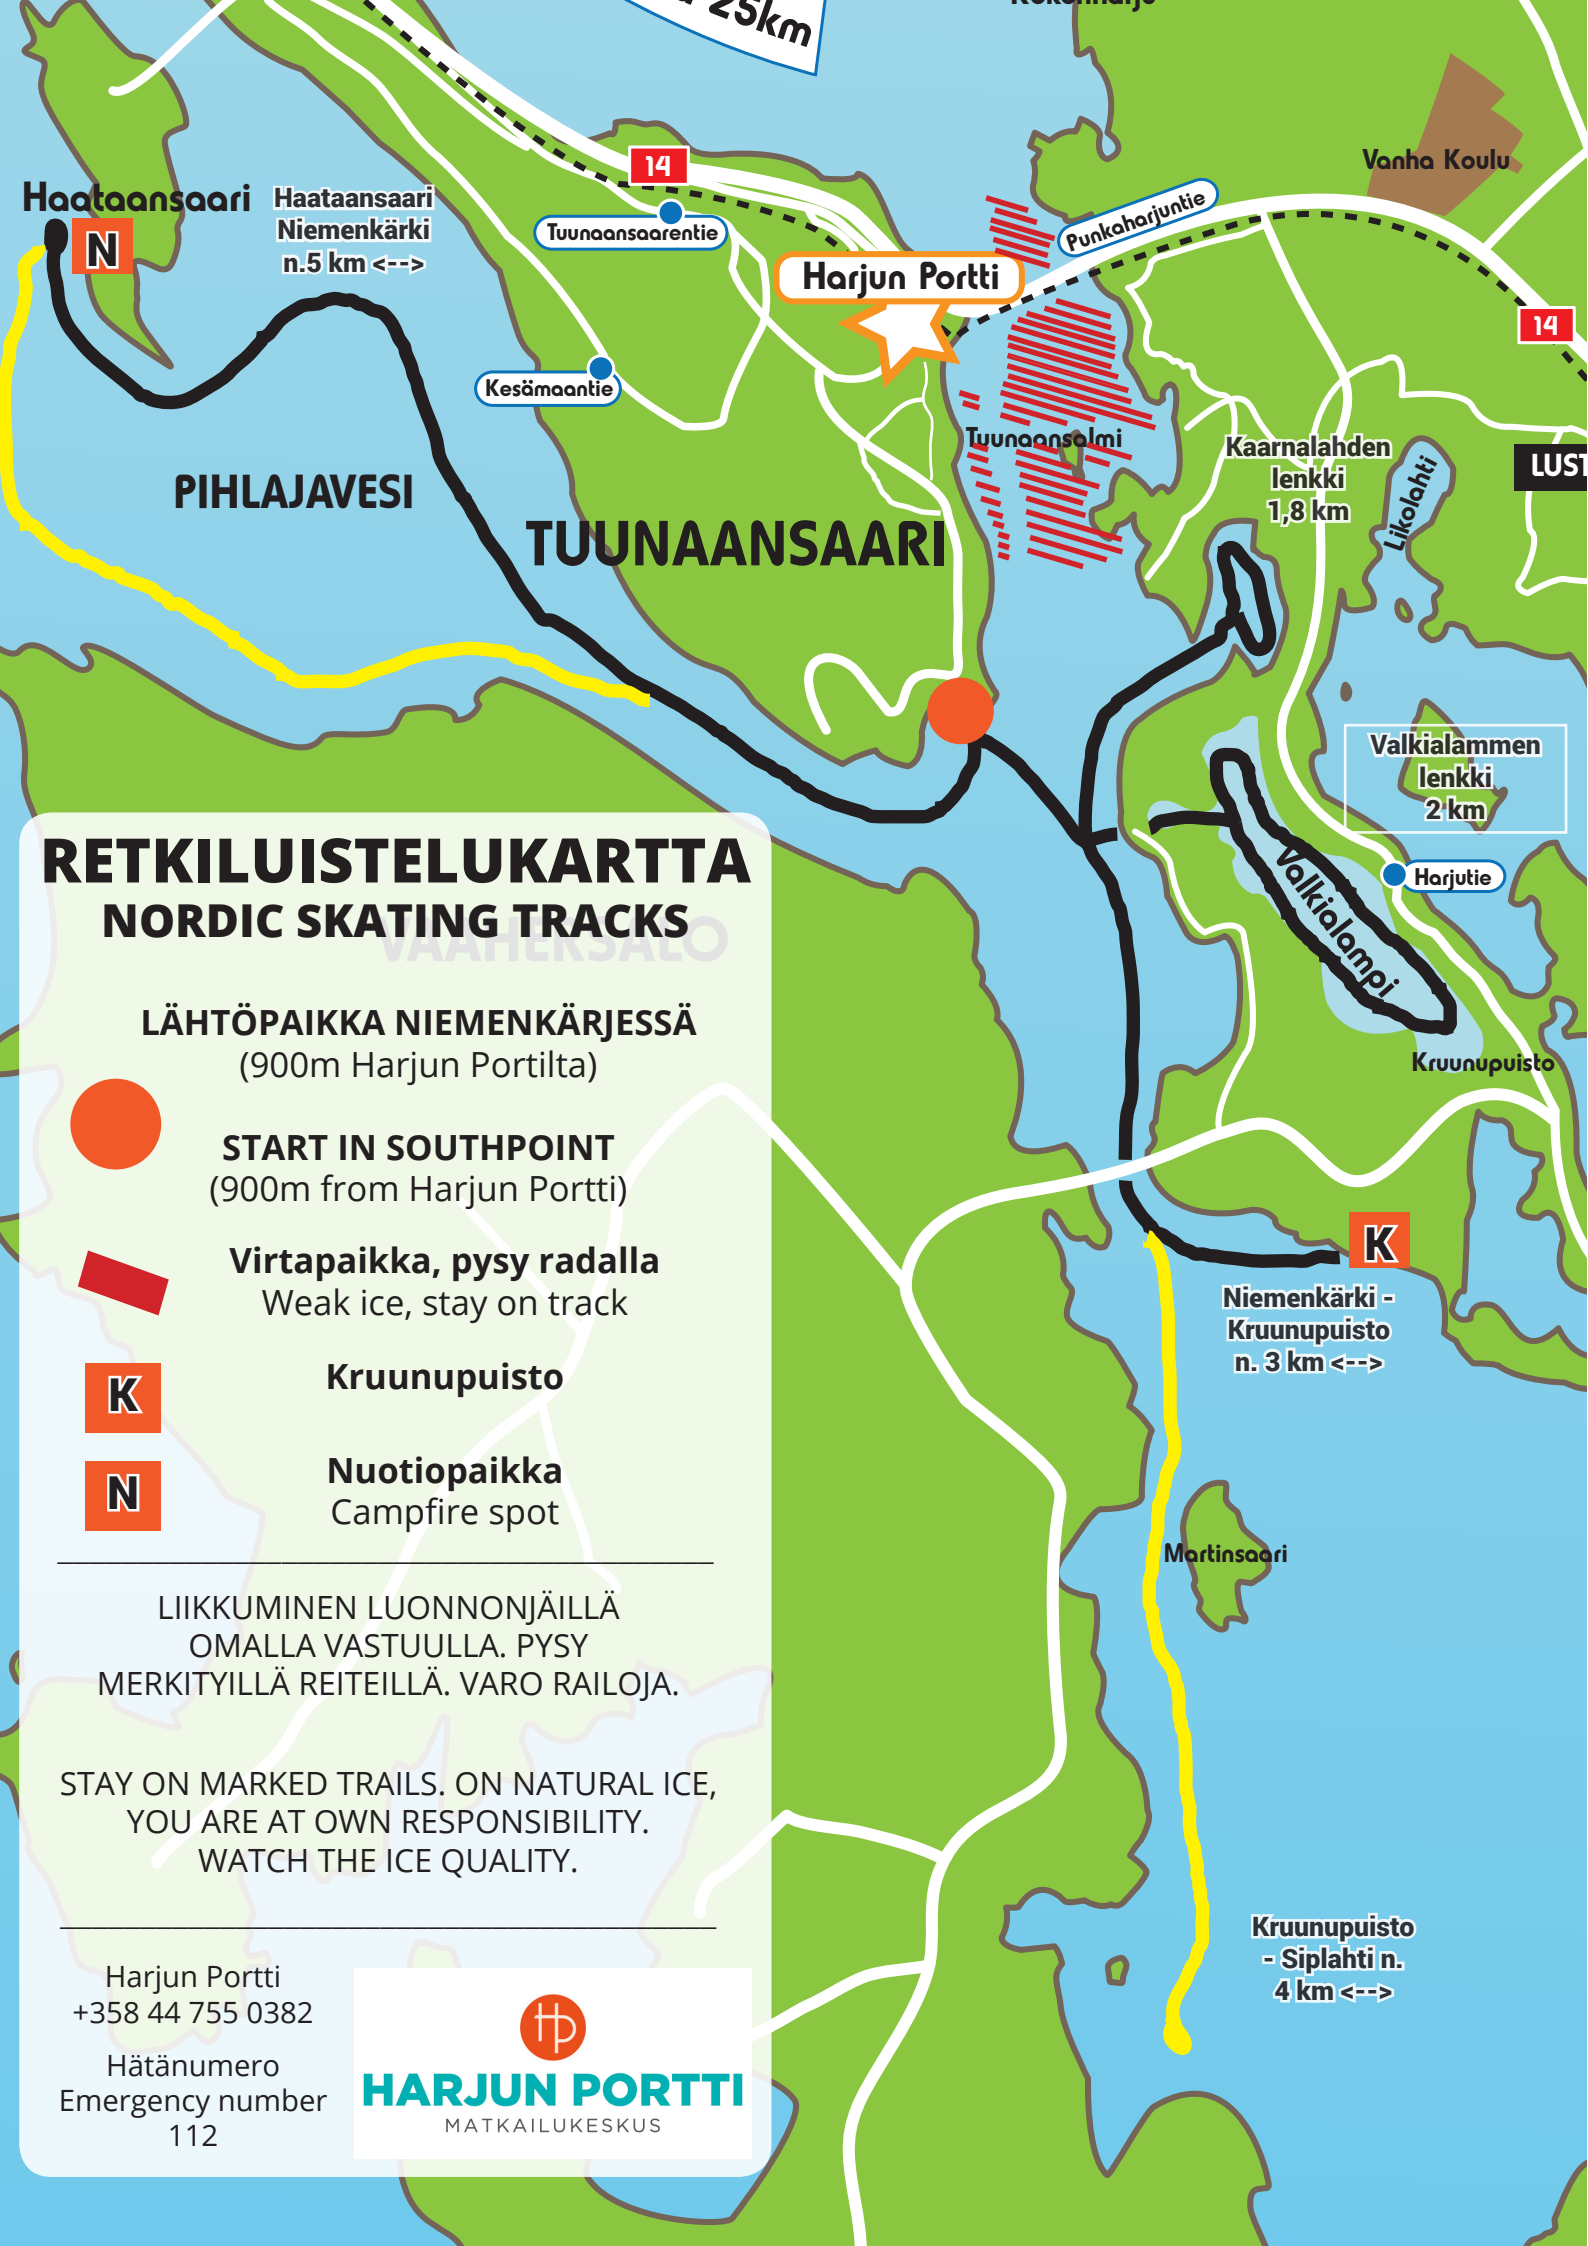 25km
14
Vanha Koulu
Haataansaari
N
Haataansaari
Niemenkärki
n.5 km <-->
Tuunaansaarentie
Punkaharjuntie
Harjun Portti
14
Kesämaantie
Tuunaansalmi
Kaarnalahden
lenkki
1,8 km
Liikolahti
LUST
PIHLAJAVESI
TUUNAANSAARI
Valkialammen
lenkki
2 km
Harjutie
Valkialampi
Kruunupuisto
K
Niemenkärki -
Kruunupuisto
n. 3 km <-->
Martinsaari
Kruunupuisto
- Siplahti n.
4 km <-->
RETKILUISTELUKARTTA
NORDIC SKATING TRACKS
VAAHERSALO
LÄHTÖPAIKKA NIEMENKÄRJESSÄ
(900m Harjun Portilta)
START IN SOUTHPOINT
(900m from Harjun Portti)
Virtapaikka, pysy radalla
Weak ice, stay on track
K
Kruunupuisto
N
Nuotiopaikka
Campfire spot
LIIKKUMINEN LUONNONJÄILLÄ
OMALLA VASTUULLA. PYSY
MERKITYILLÄ REITEILLÄ. VARO RAILOJA.
STAY ON MARKED TRAILS. ON NATURAL ICE,
YOU ARE AT OWN RESPONSIBILITY.
WATCH THE ICE QUALITY.
Harjun Portti
+358 44 755 0382
Hätänumero
Emergency number
112
HP
HARJUN PORTTI
MATKAILUKESKUS